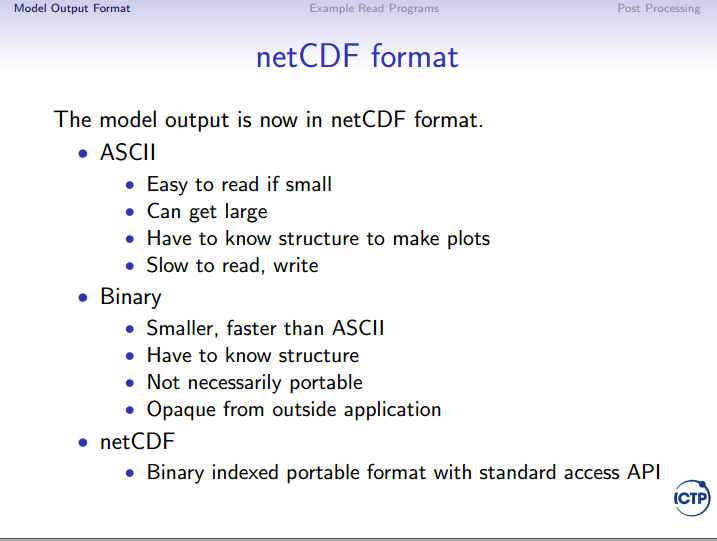 Model Output Format Example Read Programs Post Processing
netCDF format
The model output is now in netCDF format.
• ASCII
• Easy to read if small
• Can get large
• Have to know structure to make plots
• Slow to read, write
• Binary
• Smaller, faster than ASCII
• Have to know structure
• Not necessarily portable
• Opaque from outside application
• netCDF
• Binary indexed portable format with standard access API
ICTP